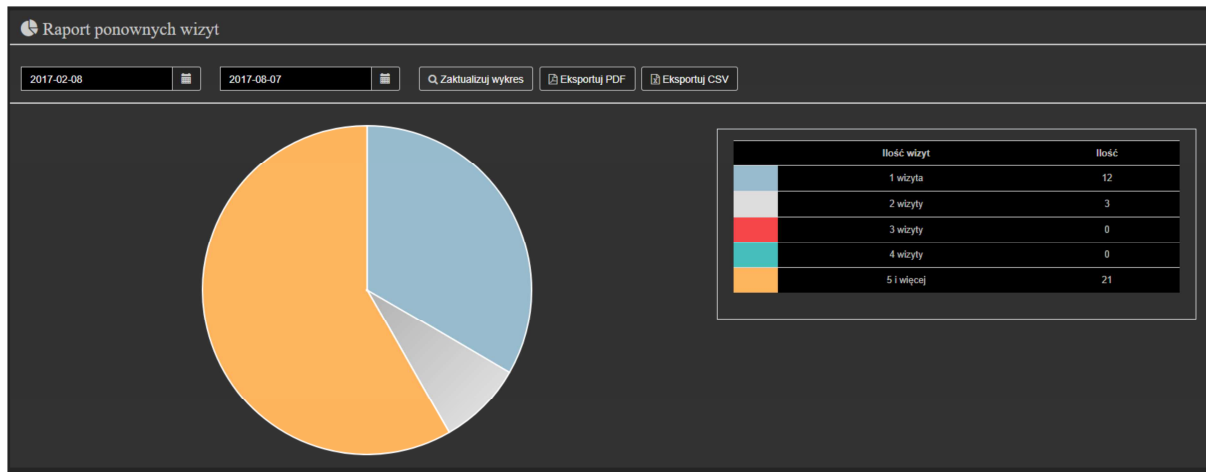 Raport ponownych wizyt
2017-02-08 2017-08-07 Zaktualizuj wykres Eksportuj PDF Eksportuj CSV
Ilość wizyt Ilość
1 wizyta 12
2 wizyty 3
3 wizyty 0
4 wizyty 0
5 i więcej 21